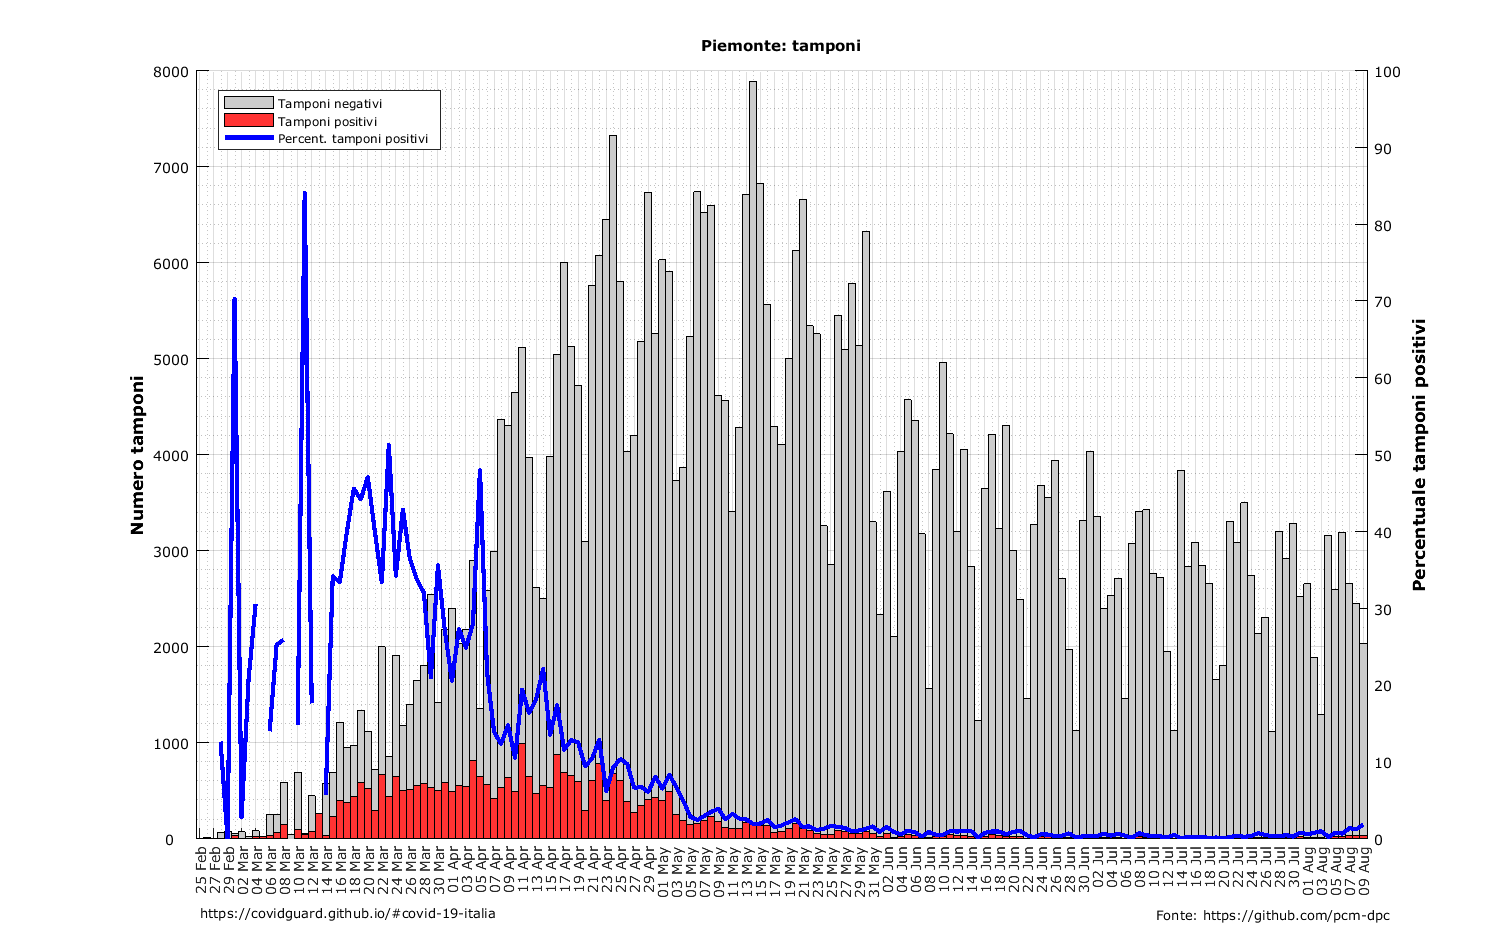 Piemonte: tamponi
Tamponi negativi
Tamponi positivi
Percent. tamponi positivi
Numero tamponi
8000
7000
6000
5000
4000
3000
2000
1000
0
Percentuale tamponi positivi
100
90
80
70
60
50
40
30
20
10
0
25 Feb
27 Feb
29 Feb
02 Mar
04 Mar
06 Mar
08 Mar
10 Mar
12 Mar
14 Mar
16 Mar
18 Mar
20 Mar
22 Mar
24 Mar
26 Mar
28 Mar
30 Mar
01 Apr
03 Apr
05 Apr
07 Apr
09 Apr
11 Apr
13 Apr
15 Apr
17 Apr
19 Apr
21 Apr
23 Apr
25 Apr
27 Apr
29 Apr
01 May
03 May
05 May
07 May
09 May
11 May
13 May
15 May
17 May
19 May
21 May
23 May
25 May
27 May
29 May
31 May
02 Jun
04 Jun
06 Jun
08 Jun
10 Jun
12 Jun
14 Jun
16 Jun
18 Jun
20 Jun
22 Jun
24 Jun
26 Jun
28 Jun
30 Jun
02 Jul
04 Jul
06 Jul
08 Jul
10 Jul
12 Jul
14 Jul
16 Jul
18 Jul
20 Jul
22 Jul
24 Jul
26 Jul
28 Jul
30 Jul
01 Aug
03 Aug
05 Aug
07 Aug
09 Aug
https://covidguard.github.io/#covid-19-italia
Fonte: https://github.com/pcm-dpc